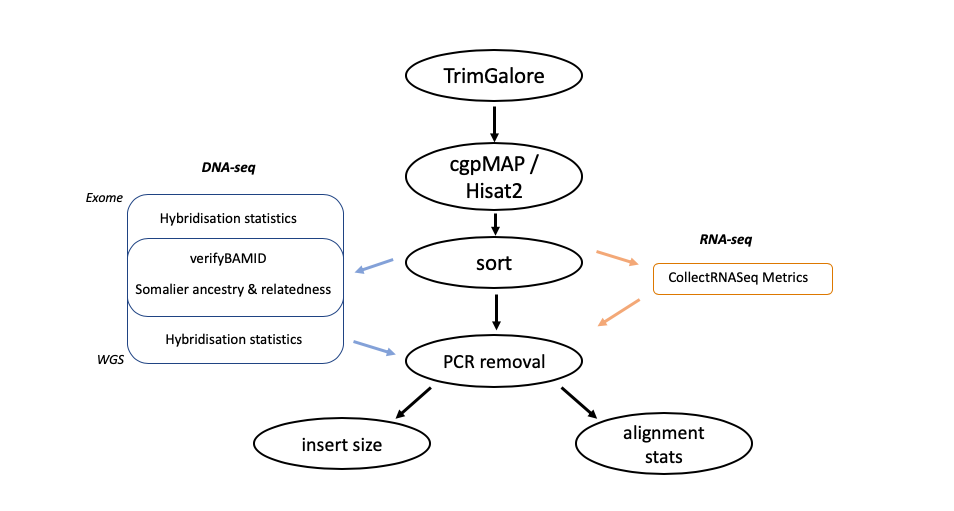 TrimGalore
cgpMAP /
Hisat2
DNA-seq
Exome
Hybridisation statistics
verifyBAMID
Somalier ancestry & relatedness
Hybridisation statistics
WGS
sort
RNA-seq
CollectRNASeq Metrics
PCR removal
insert size
alignment
stats